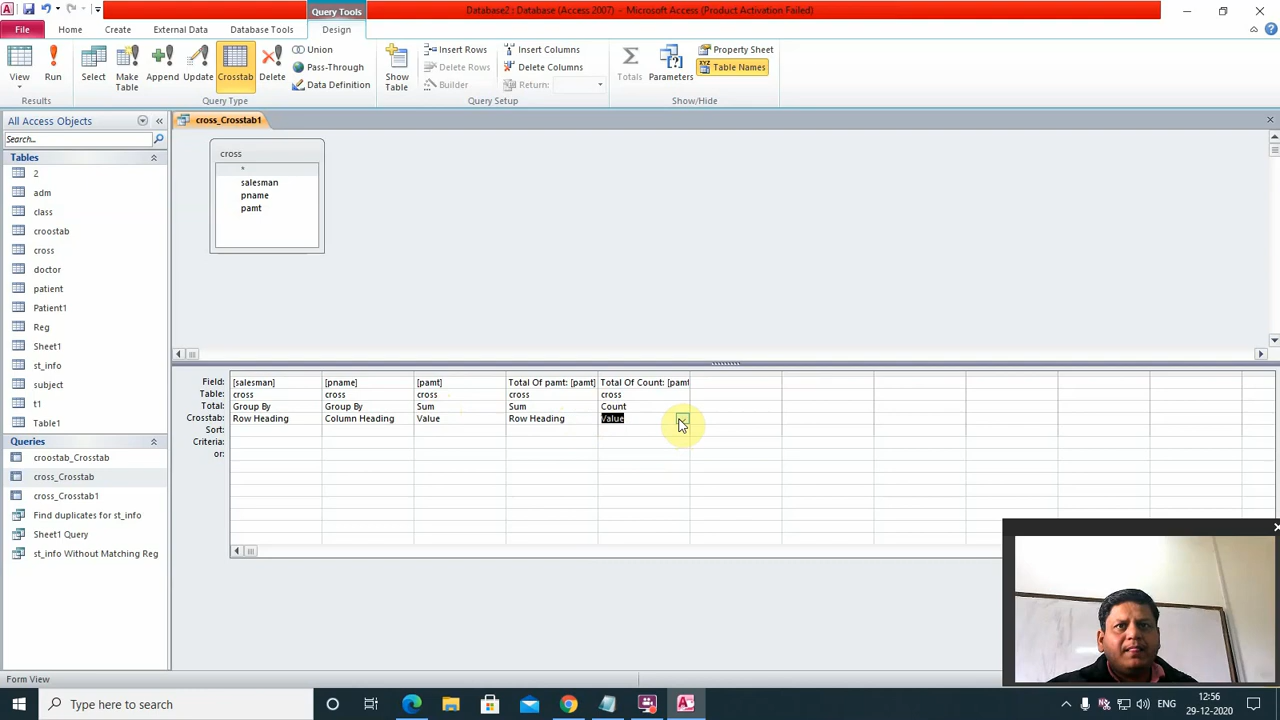 Query Tools
Database2 : Database (Access 2007) - Microsoft Access (Product Activation Failed)
File
Home
Create
External Data
Database Tools
Design
View
Run
Select
Make
Table
Append
Update
Crosstab
Delete
Union
Pass-Through
Data Definition
Show
Table
Insert Rows
Delete Rows
Builder
Insert Columns
Delete Columns
Return:
Totals
Parameters
Property Sheet
Table Names
Results
Query Type
Query Setup
Show/Hide
All Access Objects
Search...
Tables
2
adm
class
croostab
cross
doctor
patient
Patient1
Reg
Sheet1
st_info
subject
t1
Table1
Queries
croostab_Crosstab
cross_Crosstab
cross_Crosstab1
Find duplicates for st_info
Sheet1 Query
st_info Without Matching Reg
cross_Crosstab1
cross
*
salesman
pname
pamt
Field: [salesman] [pname] [pamt] Total Of pamt: [pamt] Total Of Count: [pamt
Table: cross cross cross cross cross
Total: Group By Group By Sum Sum Count
Crosstab: Row Heading Column Heading Value Row Heading Value
Sort:
Criteria:
or:
Form View
Type here to search
ENG
12:56
29-12-2020